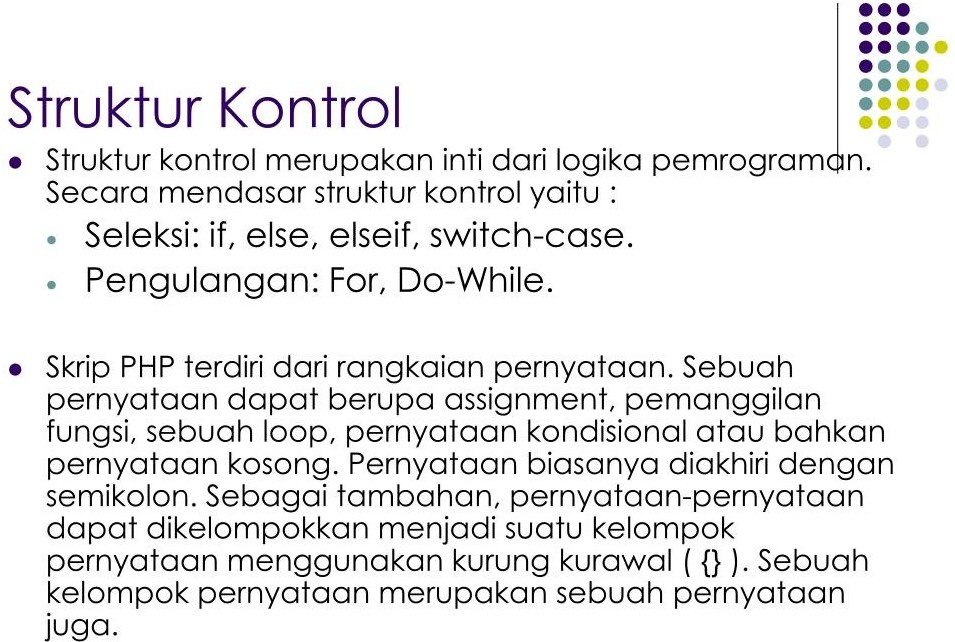 Struktur Kontrol
Struktur kontrol merupakan inti dari logika pemrograman.
Secara mendasar struktur kontrol yaitu :
Seleksi: if, else, elseif, switch-case.
Pengulangan: For, Do-While.
Skrip PHP terdiri dari rangkaian pernyataan. Sebuah
pernyataan dapat berupa assignment, pemanggilan
fungsi, sebuah loop, pernyataan kondisional atau bahkan
pernyataan kosong. Pernyataan biasanya diakhiri dengan
semikolon. Sebagai tambahan, pernyataan-pernyataan
dapat dikelompokkan menjadi suatu kelompok
pernyataan menggunakan kurung kurawal ( {} ). Sebuah
kelompok pernyataan merupakan sebuah pernyataan
juga.